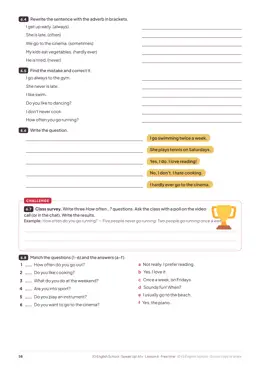 6.4 Rewrite the sentence with the adverb in brackets.
I get up early. (always)
She is late. (often)
We go to the cinema. (sometimes)
My kids eat vegetables. (hardly ever)
He is tired. (never)
6.5 Find the mistake and correct it.
I go always to the gym.
She never is late.
I like swim.
Do you like to dancing?
I don't never cook.
How often you go running?
6.6 Write the question.
I go swimming twice a week.
She plays tennis on Saturdays.
Yes, I do. I love reading!
No, I don't. I hate cooking.
I hardly ever go to the cinema.
CHALLENGE
6.7 Class survey. Write three How often...? questions. Ask the class with a poll on the video
call (or in the chat). Write the results.
Example: How often do you go running? – Five people never go running. Two people go running once a week.
6.8 Match the questions (1–6) and the answers (a–f).
1 How often do you go out?
2 Do you like cooking?
3 What do you do at the weekend?
4 Are you into sport?
5 Do you play an instrument?
6 Do you want to go to the cinema?
a Not really. I prefer reading.
b Yes, I love it.
c Once a week, on Fridays.
d Sounds fun! When?
e I usually go to the beach.
f Yes, the piano.